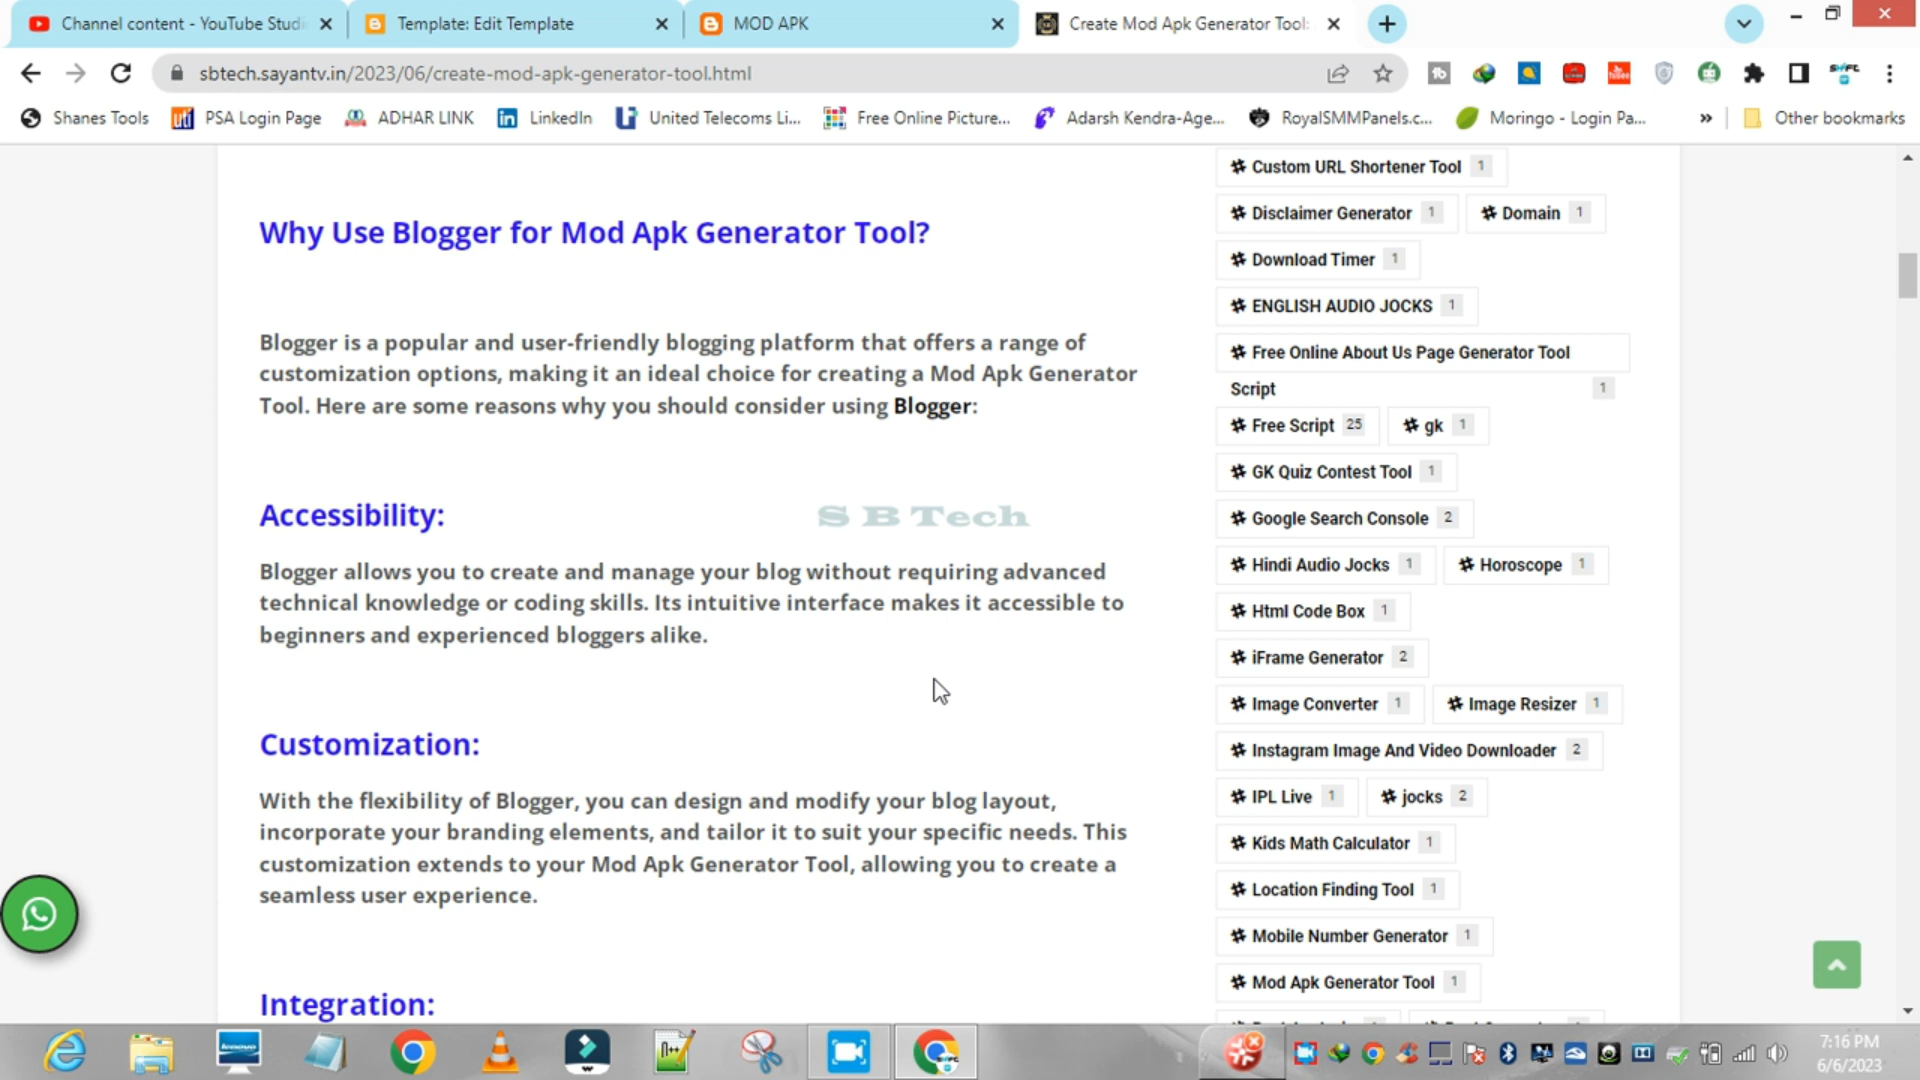 Channel content - YouTube Studi
Template: Edit Template
MOD APK
Create Mod Apk Generator Tool:
sbtech.sayantv.in/2023/06/create-mod-apk-generator-tool.html
Shanes Tools
PSA Login Page
ADHAR LINK
LinkedIn
United Telecoms Li...
Free Online Picture...
Adarsh Kendra-Age...
RoyalSMMPanels.c...
Moringo - Login Pa...
»
Other bookmarks
Why Use Blogger for Mod Apk Generator Tool?
Blogger is a popular and user-friendly blogging platform that offers a range of
customization options, making it an ideal choice for creating a Mod Apk Generator
Tool. Here are some reasons why you should consider using Blogger:
Accessibility:
S B Tech
Blogger allows you to create and manage your blog without requiring advanced
technical knowledge or coding skills. Its intuitive interface makes it accessible to
beginners and experienced bloggers alike.
Customization:
With the flexibility of Blogger, you can design and modify your blog layout,
incorporate your branding elements, and tailor it to suit your specific needs. This
customization extends to your Mod Apk Generator Tool, allowing you to create a
seamless user experience.
Integration:
Custom URL Shortener Tool 1
Disclaimer Generator 1 Domain 1
Download Timer 1
ENGLISH AUDIO JOCKS 1
Free Online About Us Page Generator Tool
Script 1
Free Script 25 gk 1
GK Quiz Contest Tool 1
Google Search Console 2
Hindi Audio Jocks 1 Horoscope 1
Html Code Box 1
iFrame Generator 2
Image Converter 1 Image Resizer 1
Instagram Image And Video Downloader 2
IPL Live 1 jocks 2
Kids Math Calculator 1
Location Finding Tool 1
Mobile Number Generator 1
Mod Apk Generator Tool 1
7:16 PM
6/6/2023